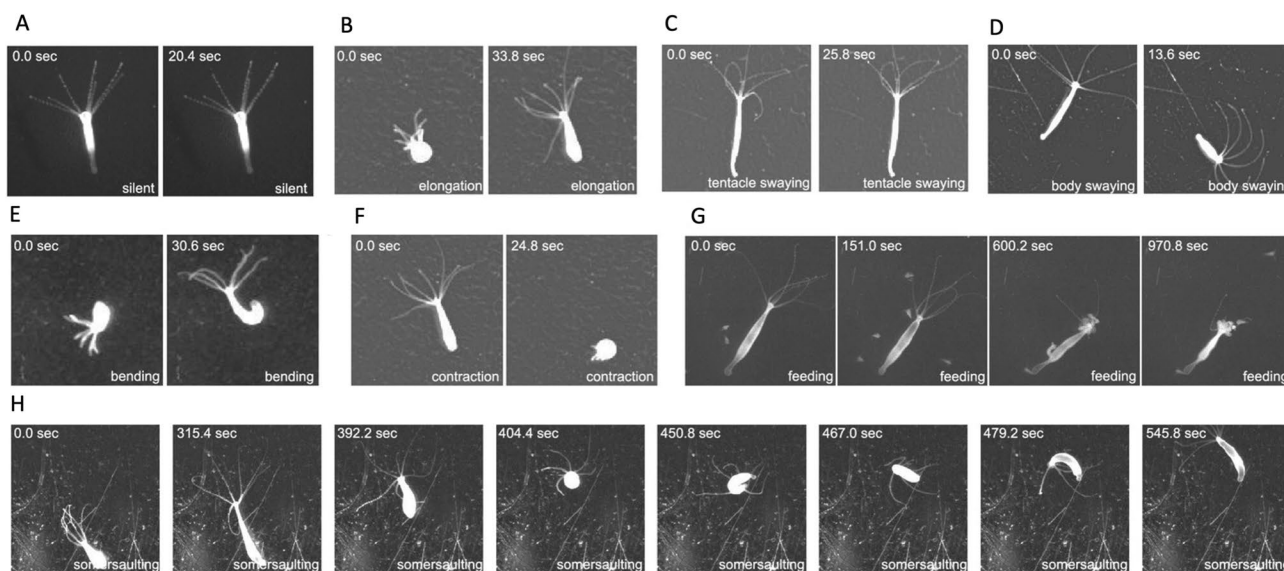 A
0.0 sec
silent
20.4 sec
silent
B
0.0 sec
elongation
33.8 sec
elongation
C
0.0 sec
tentacle swaying
25.8 sec
tentacle swaying
D
0.0 sec
body swaying
13.6 sec
body swayin
E
0.0 sec
bending
30.6 sec
bending
F
0.0 sec
contraction
24.8 sec
contraction
G
0.0 sec
feeding
151.0 sec
feeding
600.2 sec
feeding
970.8 sec
feeding
H
0.0 sec
somersaulting
315.4 sec
somersaulting
392.2 sec
somersaulting
404.4 sec
somersaulting
450.8 sec
somersaulting
467.0 sec
somersaulting
479.2 sec
somersaulting
545.8 sec
somersaulting